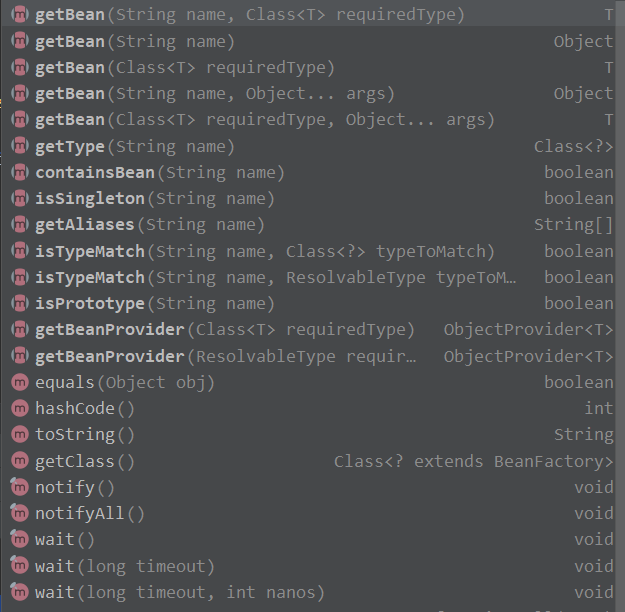 getBean(String name, Class<T> requiredType) T
getBean(String name) Object
getBean(Class<T> requiredType) T
getBean(String name, Object... args) Object
getBean(Class<T> requiredType, Object... args) T
getType(String name) Class<?>
containsBean(String name) boolean
isSingleton(String name) boolean
getAliases(String name) String[]
isTypeMatch(String name, Class<?> typeToMatch) boolean
isTypeMatch(String name, ResolvableType typeToM… boolean
isPrototype(String name) boolean
getBeanProvider(Class<T> requiredType) ObjectProvider<T>
getBeanProvider(ResolvableType requir… ObjectProvider<T>
equals(Object obj) boolean
hashCode() int
toString() String
getClass() Class<? extends BeanFactory>
notify() void
notifyAll() void
wait() void
wait(long timeout) void
wait(long timeout, int nanos) void